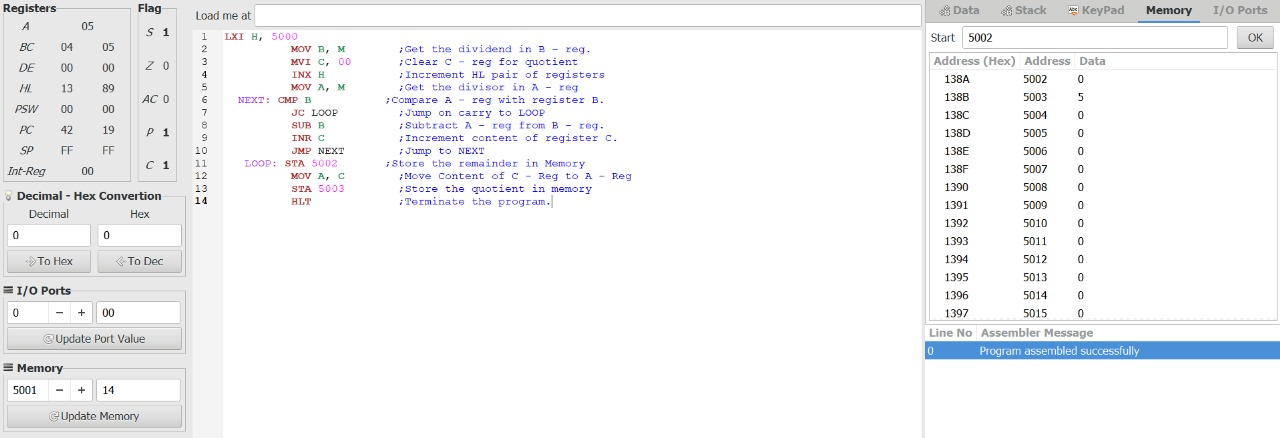 Registers
A 05
BC 04 05
DE 00 00
HL 13 89
PSW 00 00
PC 42 19
SP FF FF
Int-Reg 00
Flag
S 1
Z 0
AC 0
P 1
C 1
Decimal - Hex Convertion
Decimal Hex
0 0
To Hex To Dec
I/O Ports
0 − + 00
Update Port Value
Memory
5001 − + 14
Update Memory
Load me at
1 LXI H, 5000
2 MOV B, M ;Get the dividend in B - reg.
3 MVI C, 00 ;Clear C - reg for quotient
4 INX H ;Increment HL pair of registers
5 MOV A, M ;Get the divisor in A - reg
6 NEXT: CMP B ;Compare A - reg with register B.
7 JC LOOP ;Jump on carry to LOOP
8 SUB B ;Subtract A - reg from B - reg.
9 INR C ;Increment content of register C.
10 JMP NEXT ;Jump to NEXT
11 LOOP: STA 5002 ;Store the remainder in Memory
12 MOV A, C ;Move Content of C - Reg to A - Reg
13 STA 5003 ;Store the quotient in memory
14 HLT ;Terminate the program.
Data Stack KeyPad Memory I/O Ports
Start 5002 OK
Address (Hex) Address Data
138A 5002 0
138B 5003 5
138C 5004 0
138D 5005 0
138E 5006 0
138F 5007 0
1390 5008 0
1391 5009 0
1392 5010 0
1393 5011 0
1394 5012 0
1395 5013 0
1396 5014 0
1397 5015 0
Line No Assembler Message
0 Program assembled successfully